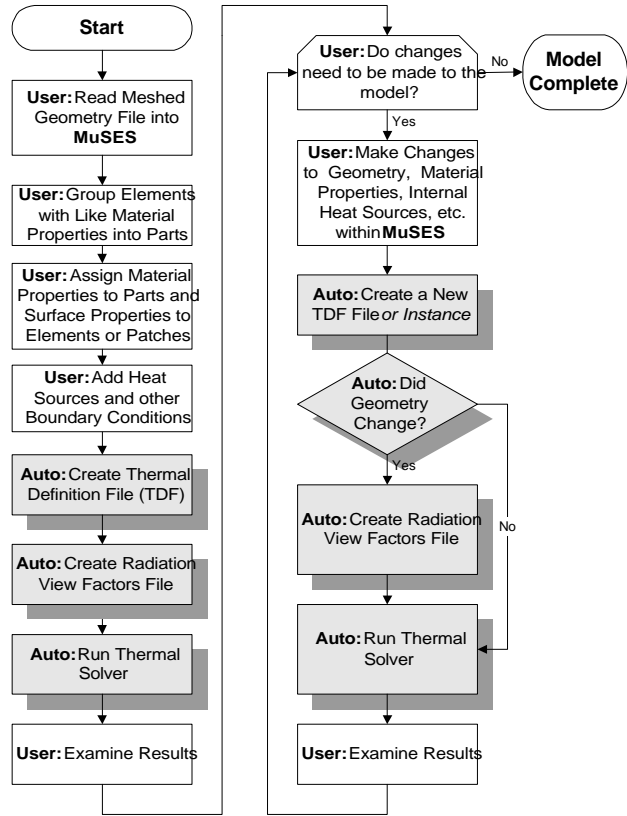 Start
User: Read Meshed
Geometry File into
MuSES
User: Group Elements
with Like Material
Properties into Parts
User: Assign Material
Properties to Parts and
Surface Properties to
Elements or Patches
User: Add Heat
Sources and other
Boundary Conditions
Auto: Create Thermal
Definition File (TDF)
Auto: Create Radiation
View Factors File
Auto: Run Thermal
Solver
User: Examine Results
User: Do changes
need to be made to the
model?
No
Model
Complete
Yes
User: Make Changes
to Geometry, Material
Properties, Internal
Heat Sources, etc.
within MuSES
Auto: Create a New
TDF File or Instance
Auto: Did
Geometry
Change?
Yes
No
Auto: Create Radiation
View Factors File
Auto: Run Thermal
Solver
User: Examine Results